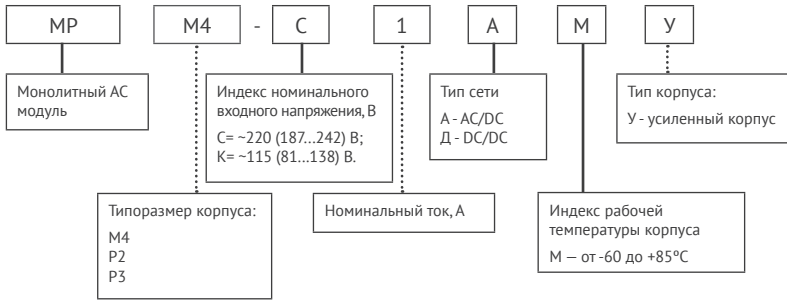 МР М4 - С 1 А М У
Монолитный АС
модуль
Индекс номинального
входного напряжения, В
С= ~220 (187...242) В;
К= ~115 (81...138) В.
Тип сети
А - AC/DC
Д - DC/DC
Тип корпуса:
У - усиленный корпус
Типоразмер корпуса:
М4
Р2
Р3
Номинальный ток, А
Индекс рабочей
температуры корпуса
М — от -60 до +85°С